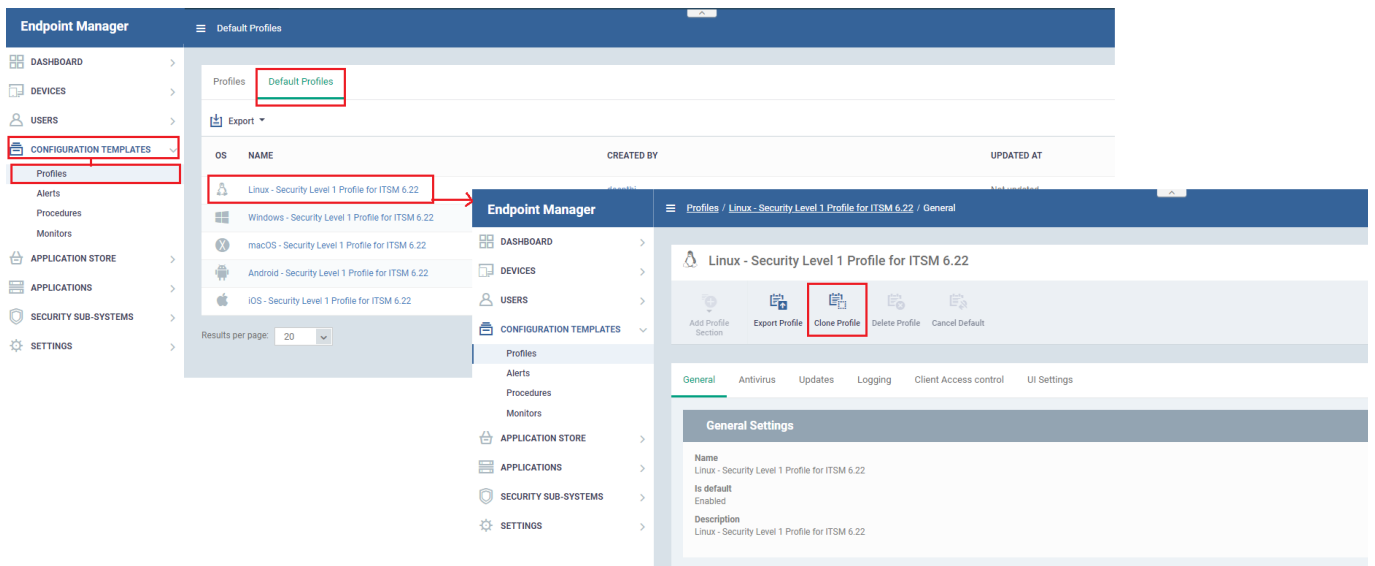 Endpoint Manager
Default Profiles
DASHBOARD
DEVICES
USERS
CONFIGURATION TEMPLATES
Profiles
Alerts
Procedures
Monitors
APPLICATION STORE
APPLICATIONS
SECURITY SUB-SYSTEMS
SETTINGS
Profiles Default Profiles
Export
OS NAME CREATED BY UPDATED AT
Linux - Security Level 1 Profile for ITSM 6.22 Not updated
Windows - Security Level 1 Profile for ITSM 6.22
macOS - Security Level 1 Profile for ITSM 6.22
Android - Security Level 1 Profile for ITSM 6.22
iOS - Security Level 1 Profile for ITSM 6.22
Results per page: 20
Endpoint Manager
Profiles / Linux - Security Level 1 Profile for ITSM 6.22 / General
DASHBOARD
DEVICES
USERS
CONFIGURATION TEMPLATES
Profiles
Alerts
Procedures
Monitors
APPLICATION STORE
APPLICATIONS
SECURITY SUB-SYSTEMS
SETTINGS
Linux - Security Level 1 Profile for ITSM 6.22
Add Profile
Section
Export Profile
Clone Profile
Delete Profile
Cancel Default
General Antivirus Updates Logging Client Access control UI Settings
General Settings
Name
Linux - Security Level 1 Profile for ITSM 6.22
Is default
Enabled
Description
Linux - Security Level 1 Profile for ITSM 6.22